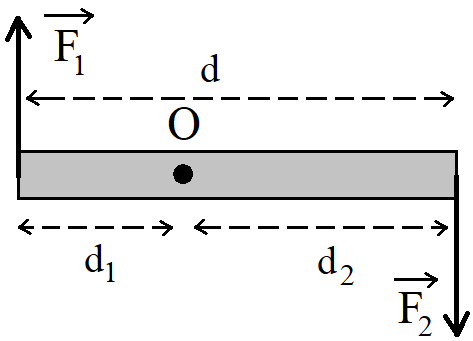 F₁
d
O
d₁
d₂
F₂